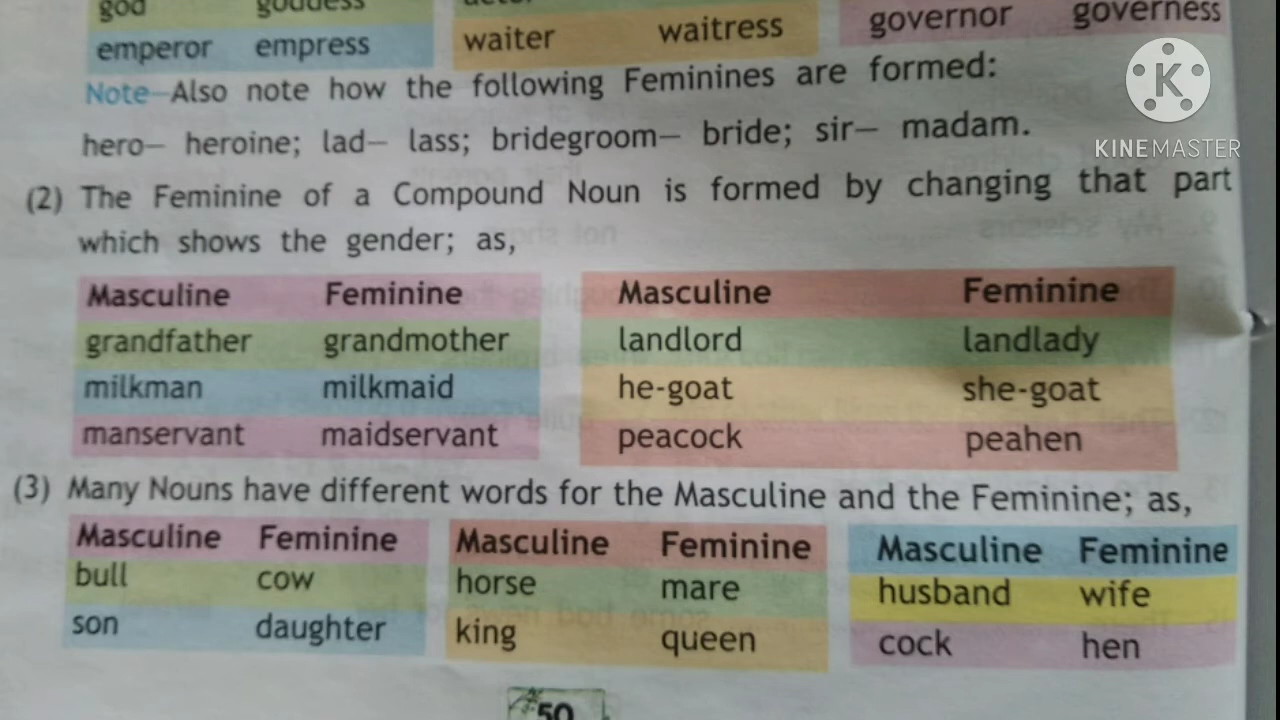 god goddess
emperor empress waiter waitress governor governess
Note—Also note how the following Feminines are formed:
hero— heroine; lad— lass; bridegroom— bride; sir— madam.
(2) The Feminine of a Compound Noun is formed by changing that part
which shows the gender; as,
Masculine Feminine Masculine Feminine
grandfather grandmother landlord landlady
milkman milkmaid he-goat she-goat
manservant maidservant peacock peahen
(3) Many Nouns have different words for the Masculine and the Feminine; as,
Masculine Feminine Masculine Feminine Masculine Feminine
bull cow horse mare husband wife
son daughter king queen cock hen
50
K
KINEMASTER